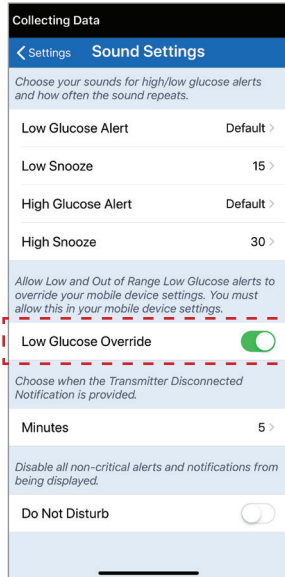 Collecting Data
Settings Sound Settings
Choose your sounds for high/low glucose alerts
and how often the sound repeats.
Low Glucose Alert Default
Low Snooze 15
High Glucose Alert Default
High Snooze 30
Allow Low and Out of Range Low Glucose alerts to
override your mobile device settings. You must
allow this in your mobile device settings.
Low Glucose Override
Choose when the Transmitter Disconnected
Notification is provided.
Minutes 5
Disable all non-critical alerts and notifications from
being displayed.
Do Not Disturb